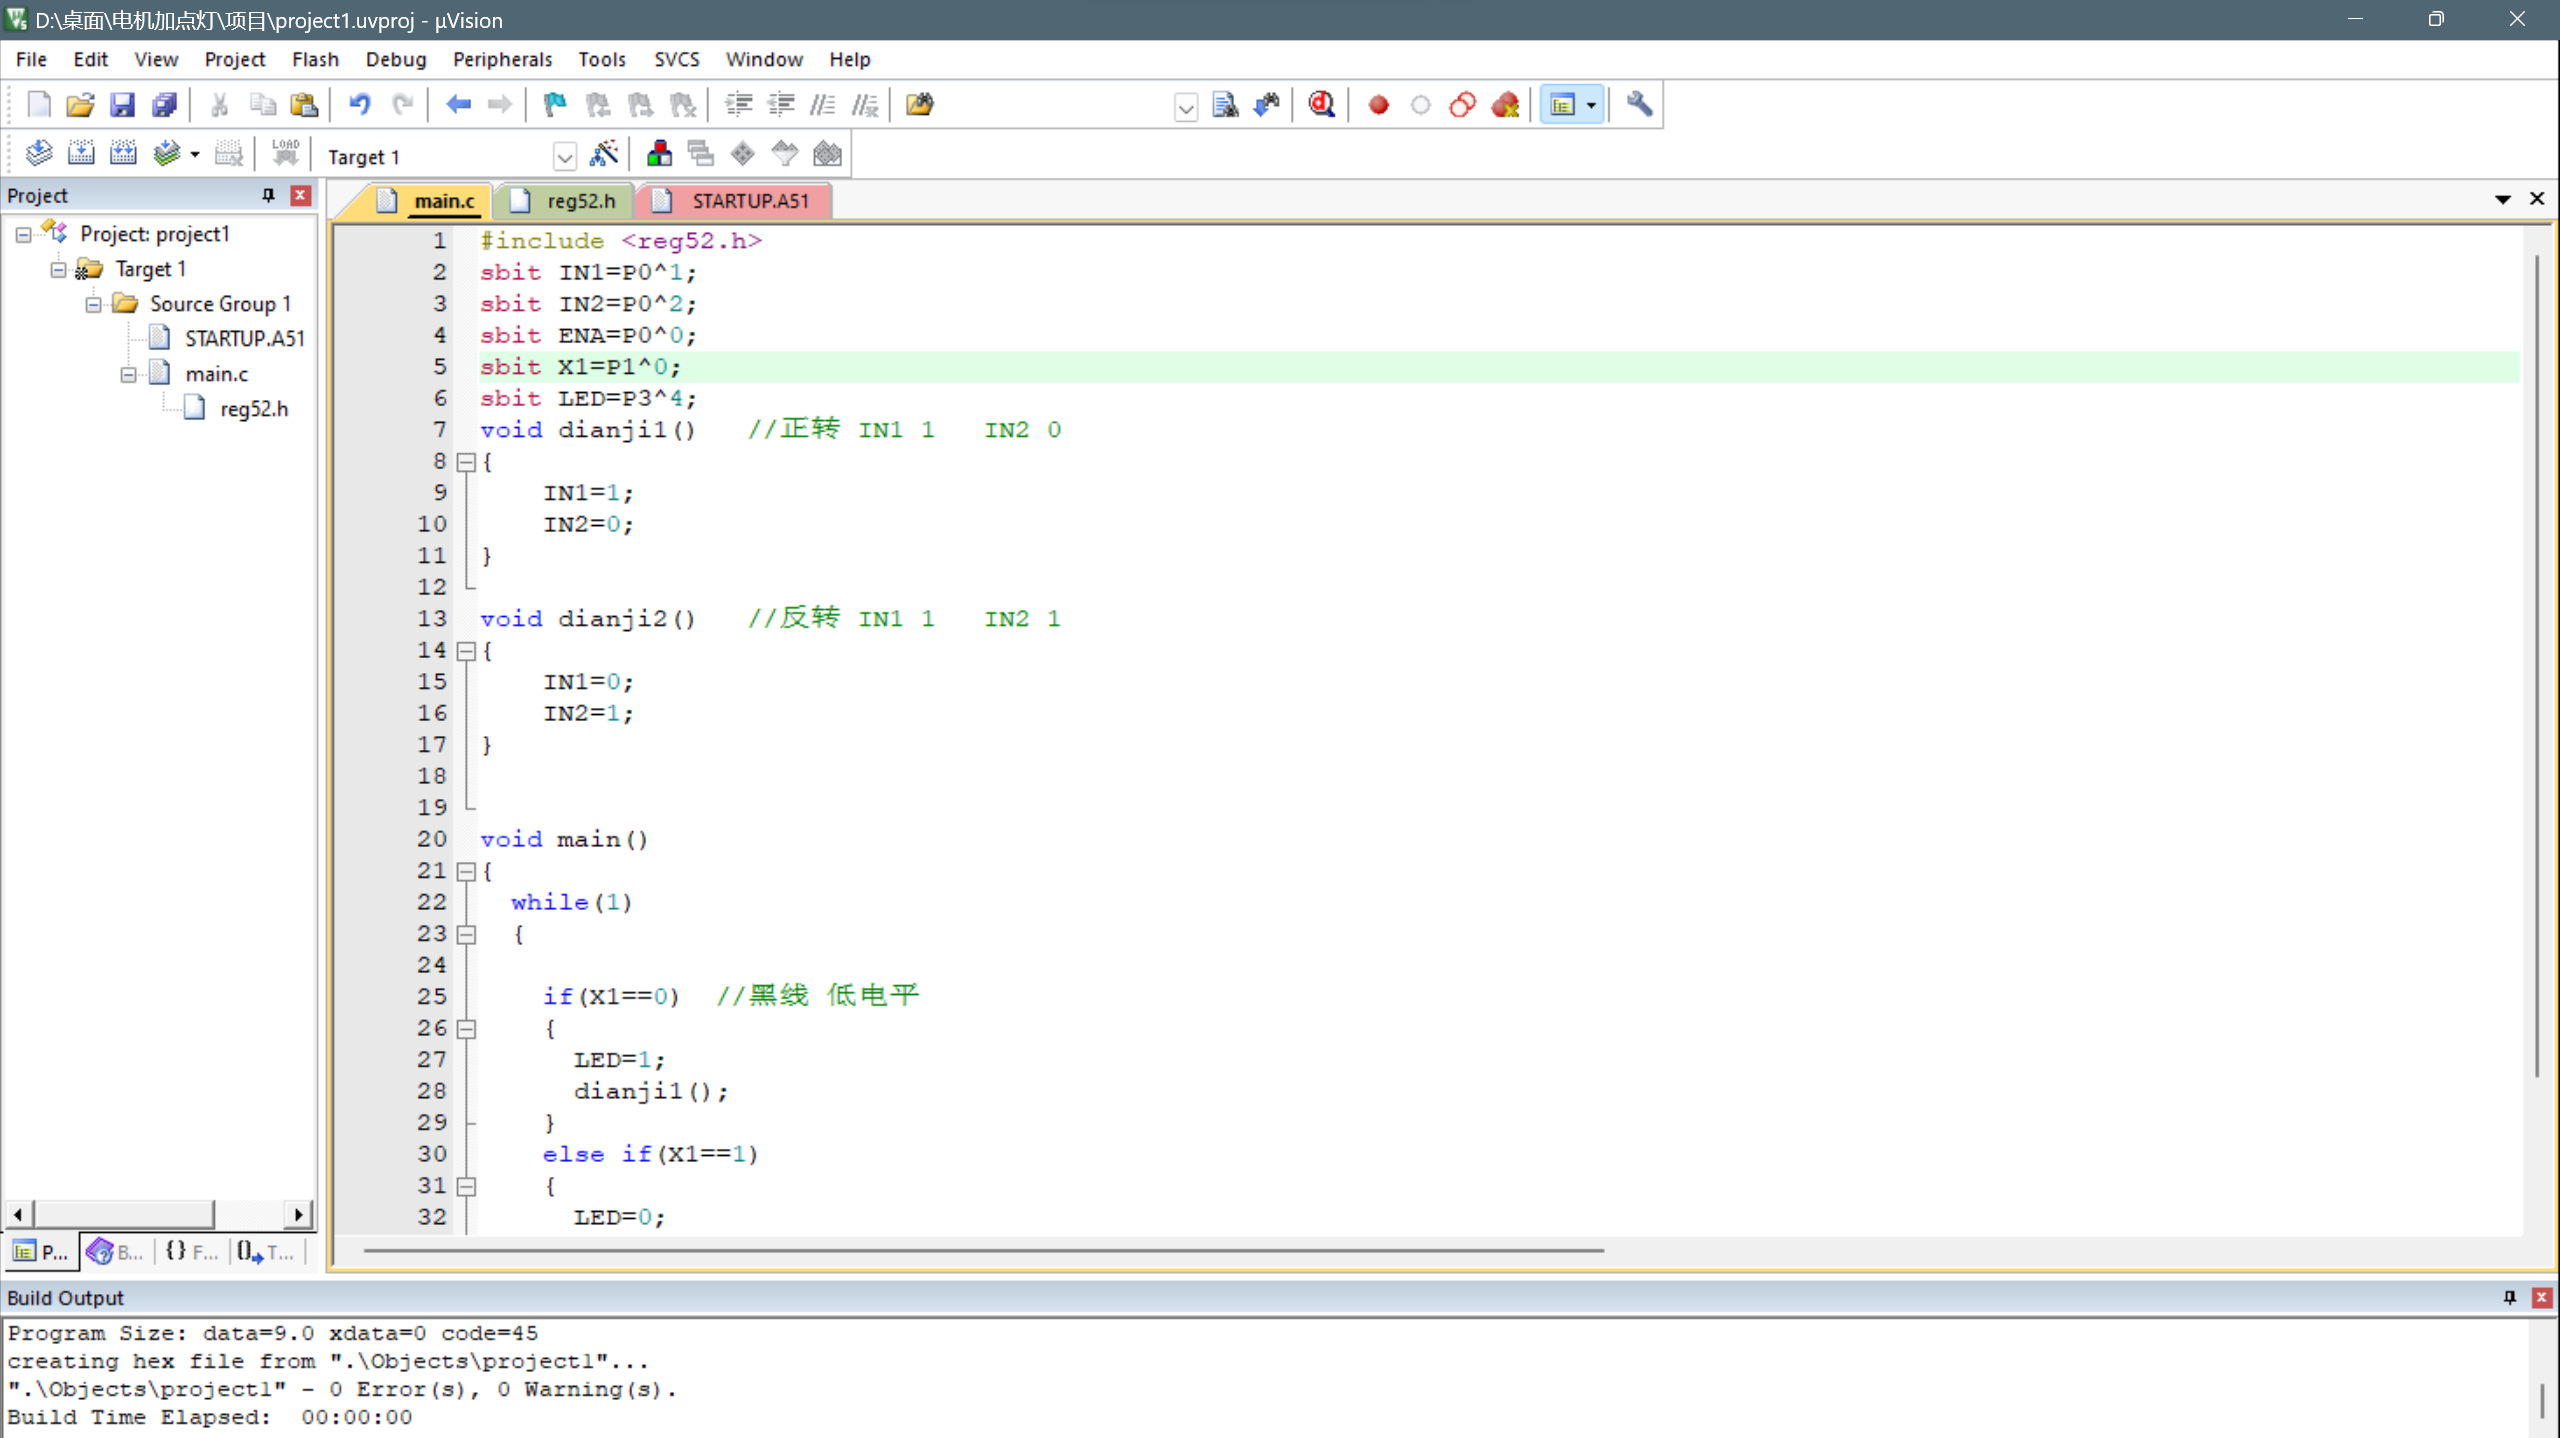 D:\桌面\电机加点灯\项目\project1.uvproj - µVision
File Edit View Project Flash Debug Peripherals Tools SVCS Window Help
LOAD
Target 1
Project
Project: project1
Target 1
Source Group 1
STARTUP.A51
main.c
reg52.h
P... B... {} F... 0 T...
main.c reg52.h STARTUP.A51
1 #include <reg52.h>
2 sbit IN1=P0^1;
3 sbit IN2=P0^2;
4 sbit ENA=P0^0;
5 sbit X1=P1^0;
6 sbit LED=P3^4;
7 void dianji1() //正转 IN1 1 IN2 0
8 {
9 IN1=1;
10 IN2=0;
11 }
12
13 void dianji2() //反转 IN1 1 IN2 1
14 {
15 IN1=0;
16 IN2=1;
17 }
18
19
20 void main()
21 {
22 while(1)
23 {
24
25 if(X1==0) //黑线 低电平
26 {
27 LED=1;
28 dianji1();
29 }
30 else if(X1==1)
31 {
32 LED=0;
Build Output
Program Size: data=9.0 xdata=0 code=45
creating hex file from ".\Objects\project1"...
".\Objects\project1" - 0 Error(s), 0 Warning(s).
Build Time Elapsed: 00:00:00